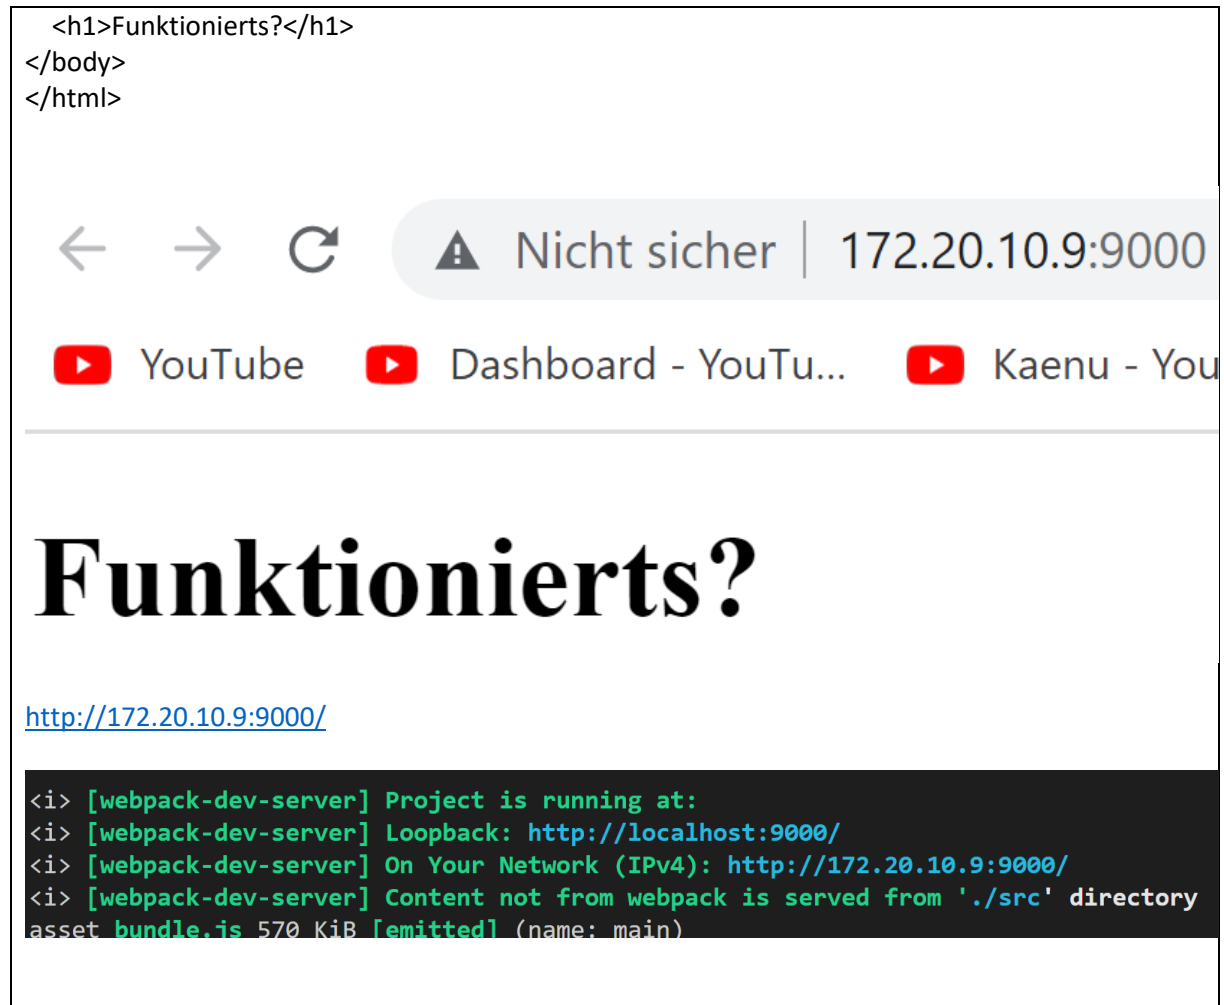 <h1>Funktionierts?</h1>
</body>
</html>
Nicht sicher | 172.20.10.9:9000
YouTube Dashboard - YouTu... Kaenu - You
Funktionierts?
http://172.20.10.9:9000/
<i> [webpack-dev-server] Project is running at:
<i> [webpack-dev-server] Loopback: http://localhost:9000/
<i> [webpack-dev-server] On Your Network (IPv4): http://172.20.10.9:9000/
<i> [webpack-dev-server] Content not from webpack is served from './src' directory
asset bundle.js 570 KiB [emitted] (name: main)